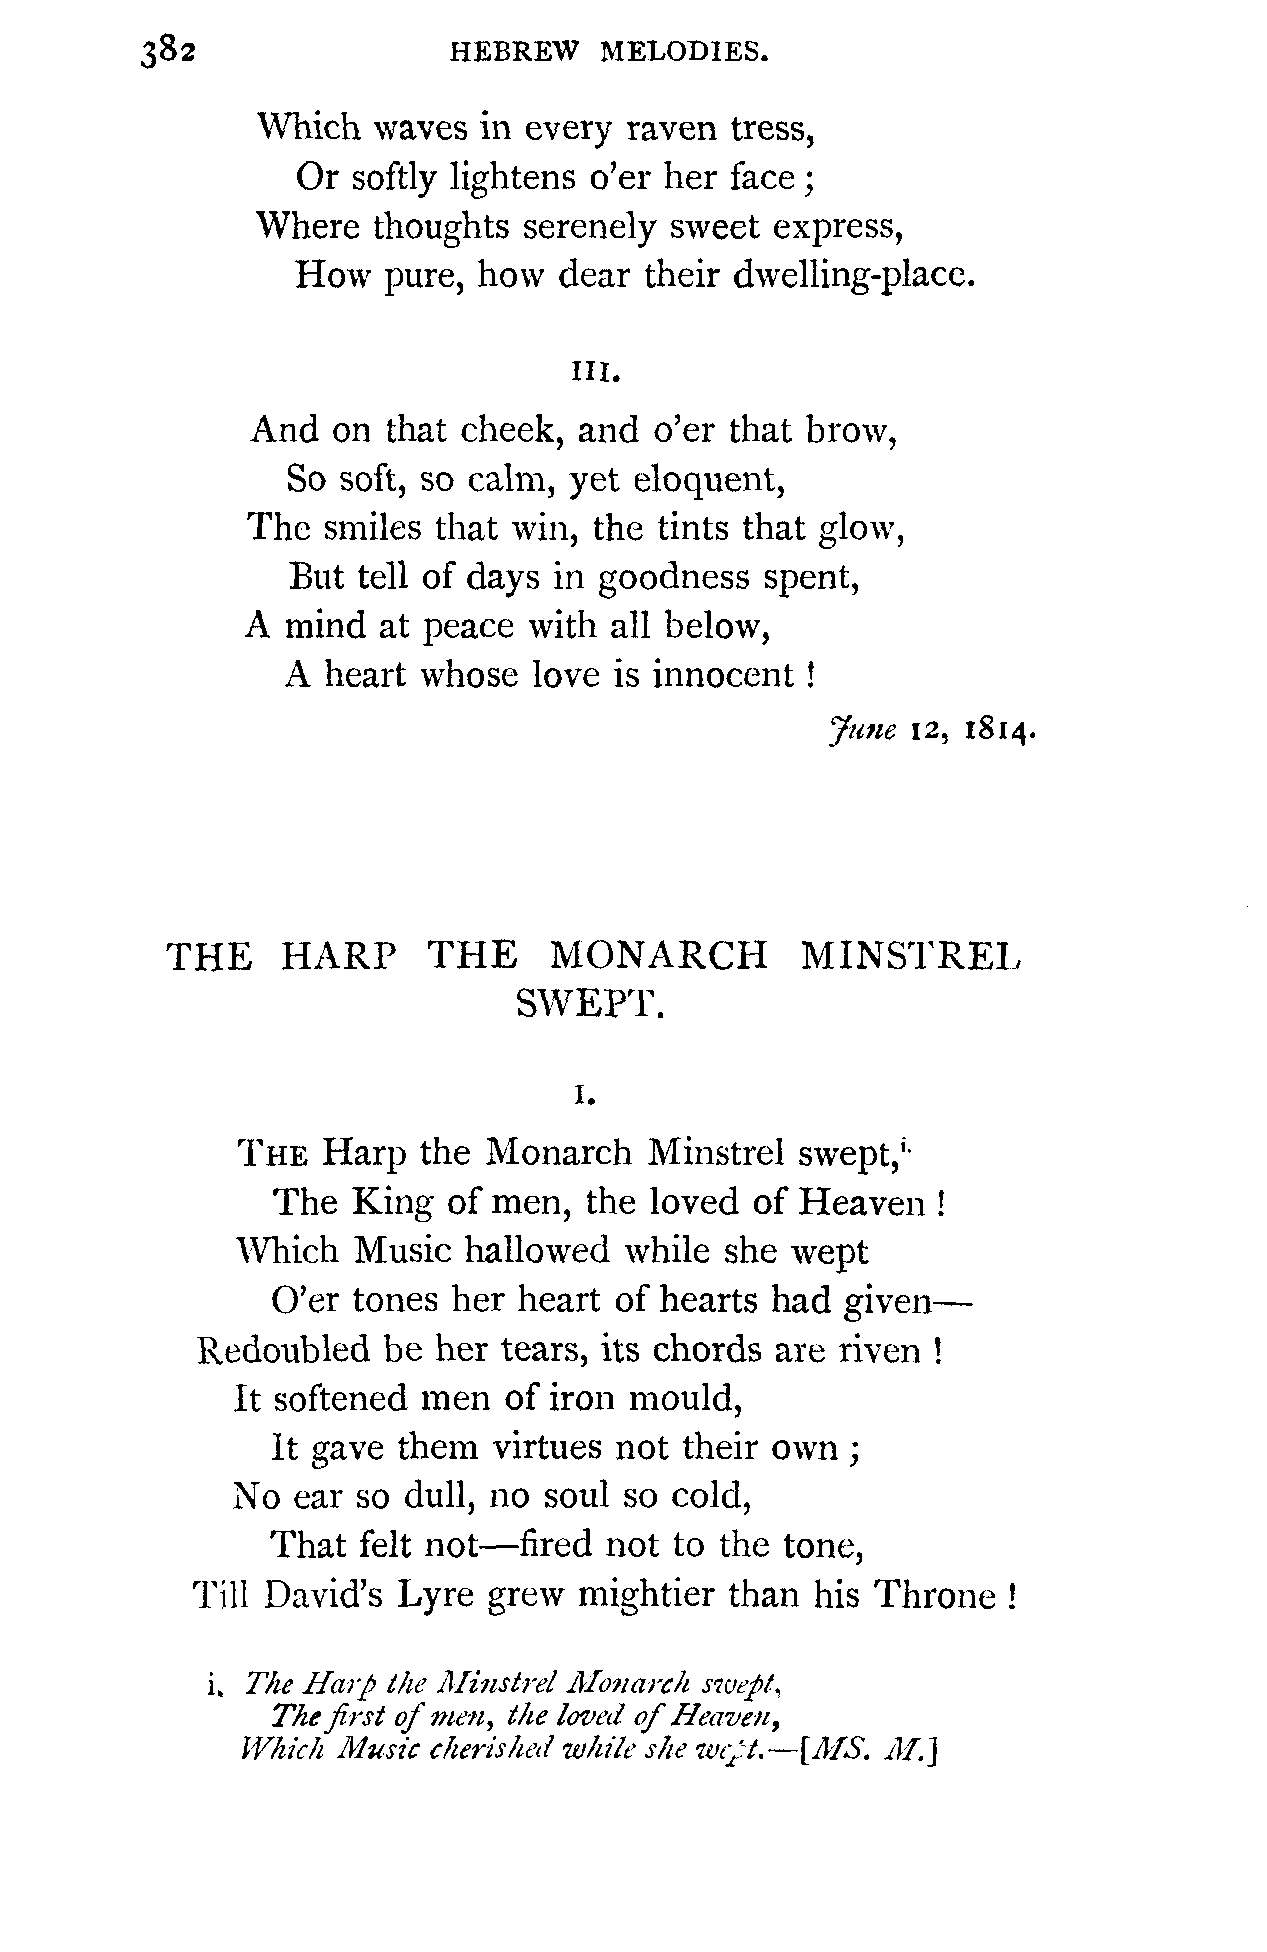 382 HEBREW MELODIES.
Which waves in every raven tress,
Or softly lightens o'er her face ;
Where thoughts serenely sweet express,
How pure, how dear their dwelling-place.
III.
And on that cheek, and o'er that brow,
So soft, so calm, yet eloquent,
The smiles that win, the tints that glow,
But tell of days in goodness spent,
A mind at peace with all below,
A heart whose love is innocent !
June 12, 1814.
THE HARP THE MONARCH MINSTREL
SWEPT.
I.
THE Harp the Monarch Minstrel swept,i.
The King of men, the loved of Heaven !
Which Music hallowed while she wept
O'er tones her heart of hearts had given—
Redoubled be her tears, its chords are riven !
It softened men of iron mould,
It gave them virtues not their own ;
No ear so dull, no soul so cold,
That felt not—fired not to the tone,
Till David's Lyre grew mightier than his Throne !
i. The Harp the Minstrel Monarch swept,
The first of men, the loved of Heaven,
Which Music cherished while she wept.—[MS. M.]